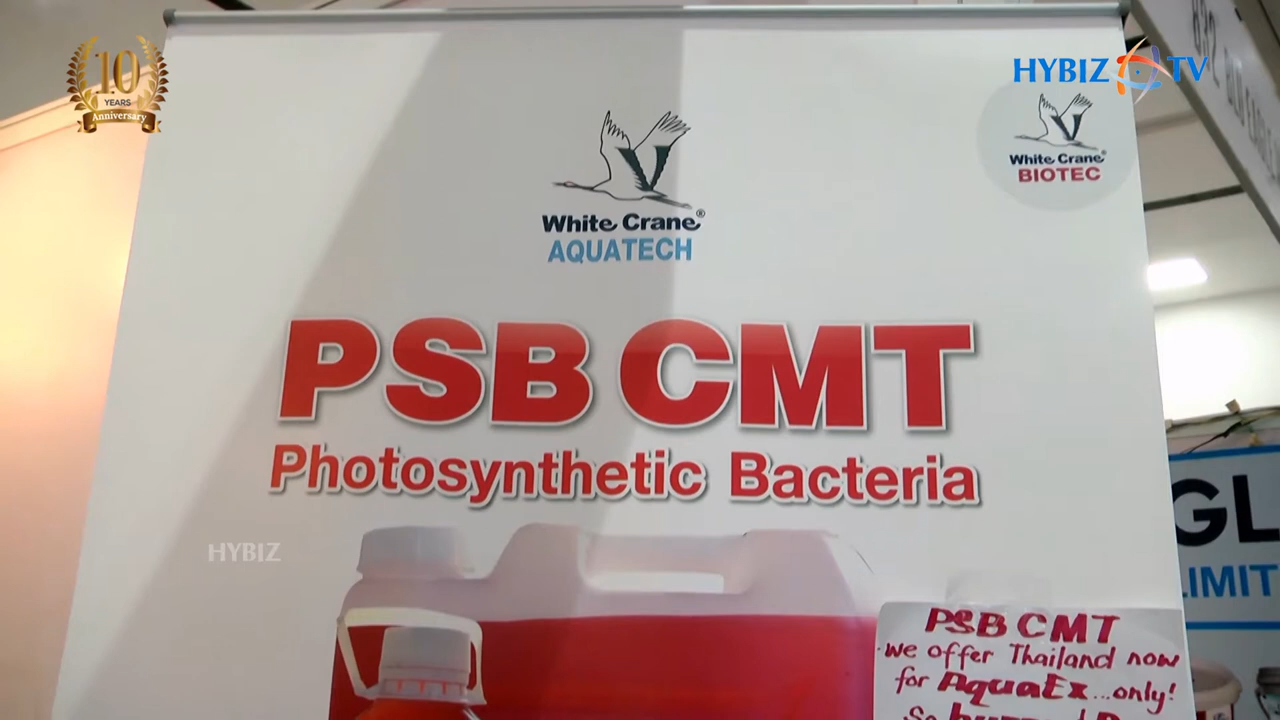 10
YEARS
Anniversary
HYBIZ TV
White Crane®
AQUATECH
White Crane®
BIOTEC
PSB CMT
Photosynthetic Bacteria
HYBIZ
GL
LIMIT
PSB CMT
we offer Thailand now
for AquaEx...only!